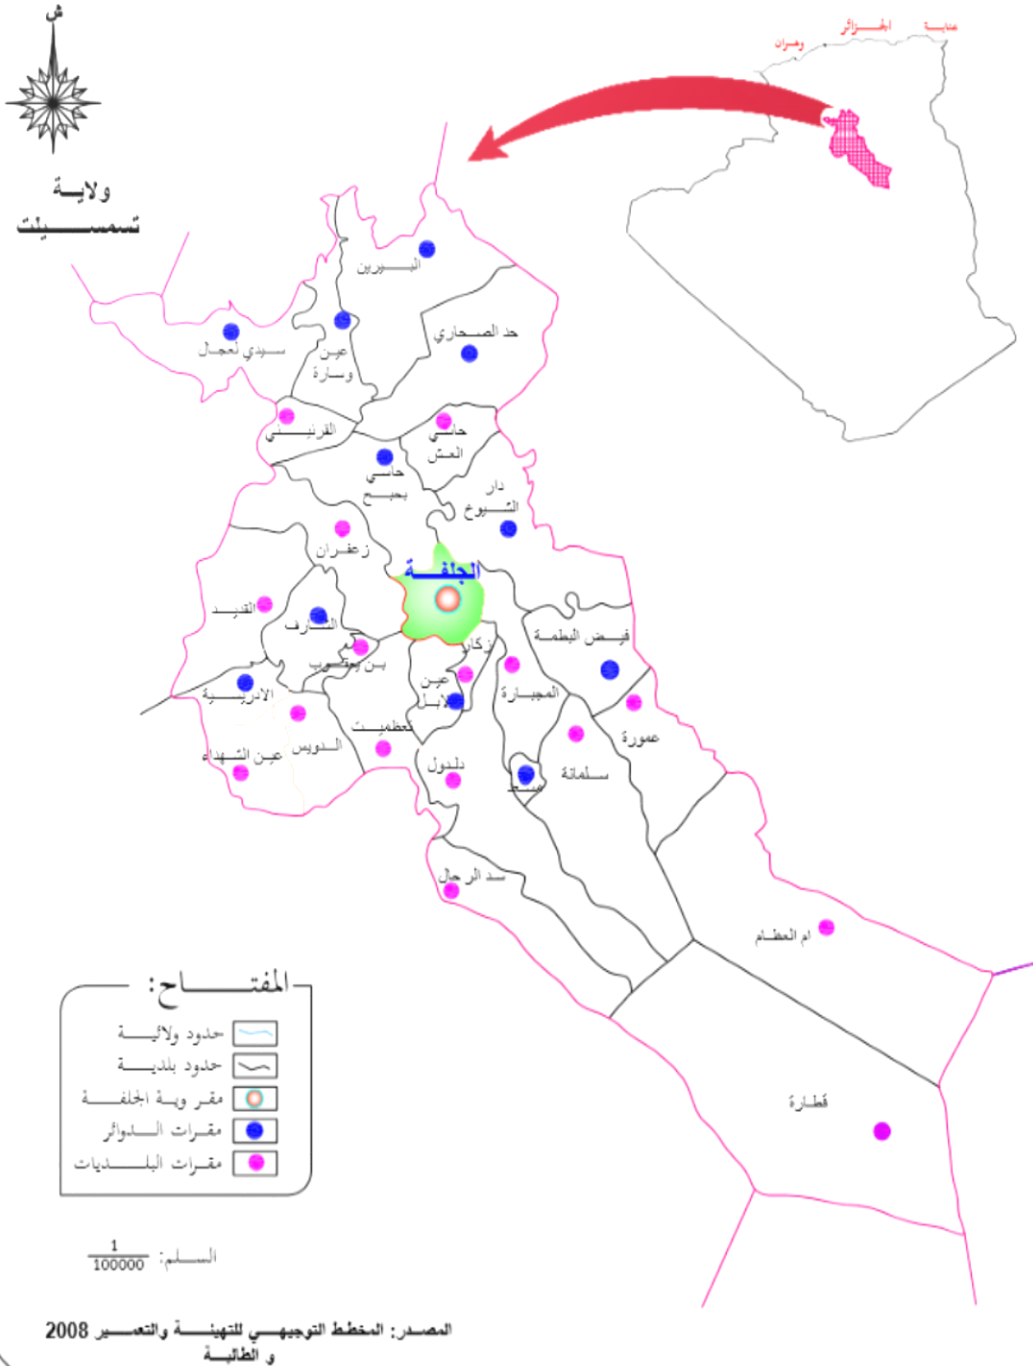 ش
ولاية
تسمسيلت
وهران
الجزائر
عنابة
البيرين
حد الصحاري
سيدي لعجال
عين
وسارة
القرنيني
حاسي
العش
حاسي
بحبح
دار
الشيوخ
زعفران
الجلفة
القديد
الشارف
بن يعقوب
زكار
فيض البطمة
الادريسية
عين
الابل
المجبارة
عمورة
تعظميت
الدويس
عين الشهداء
دلدول
مسعد
سلمانة
سد الرحال
ام العظام
قطارة
المفتاح:
حدود ولائية
حدود بلدية
مقر وية الجلفة
مقرات الدوائر
مقرات البلديات
السلم: 1/100000
المصدر: المخطط التوجيهي للتهيئة والتعمير 2008
و الطالبة